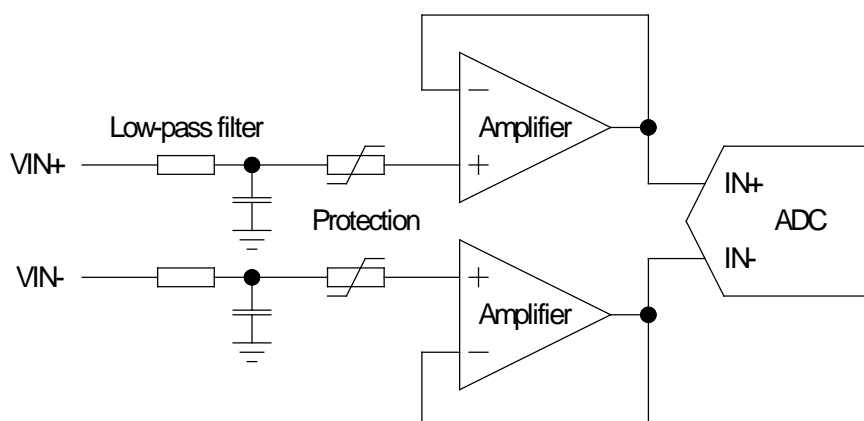 Low-pass filter
VIN+
−
Amplifier
+
IN+
ADC
Protection
IN-
VIN-
+
Amplifier
−